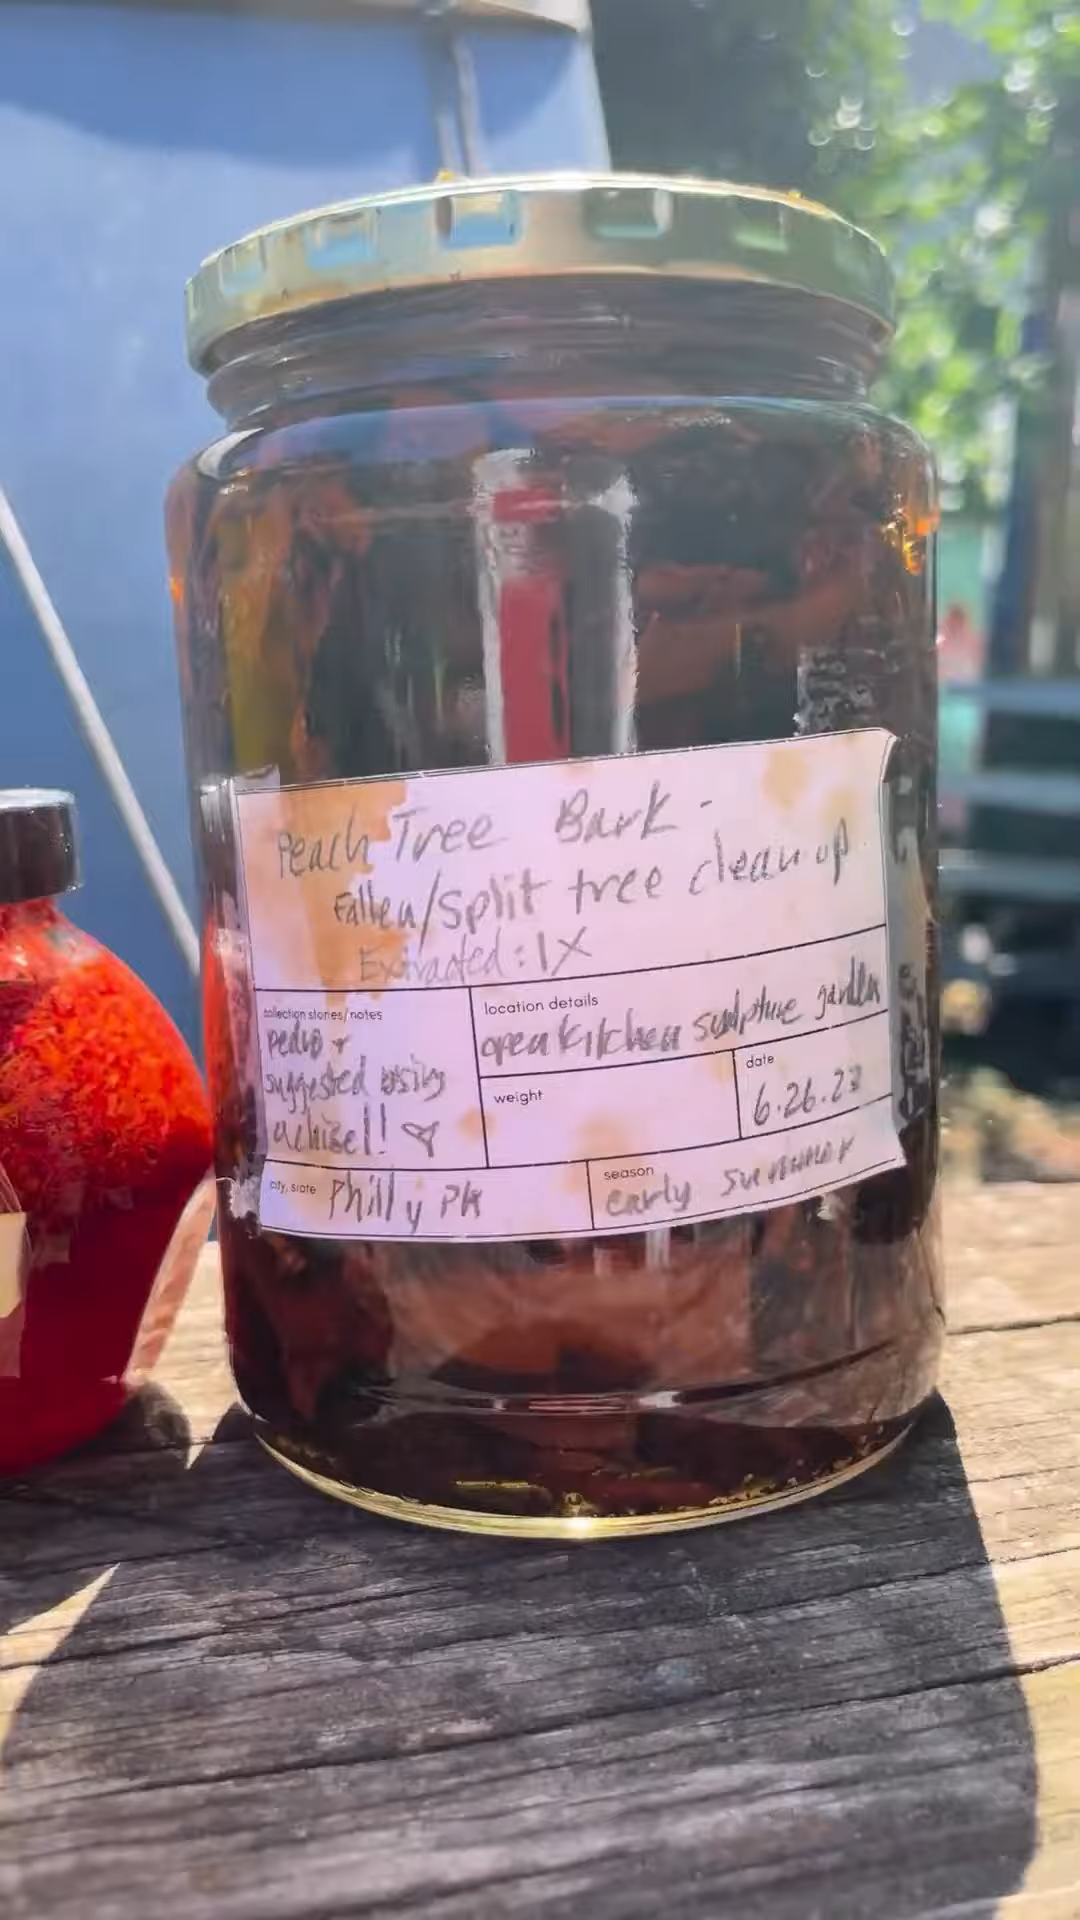 Peach Tree Bark -
Fallen/Split tree clean up
Extracted: 1X
collection stories/notes
pedro +
suggested using
a chisel!
location details
open kitchen sculpture garden
weight
date
6.26.23
city, state Philly PA
season
early summer